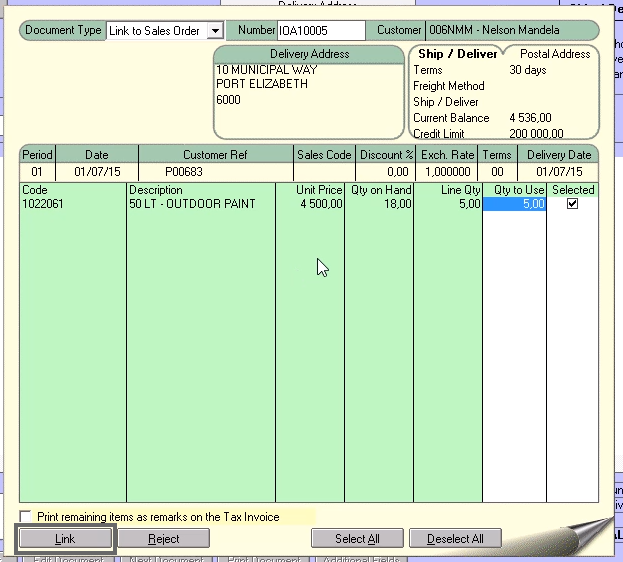 Delivery Address
Document Type Link to Sales Order Number IOA10005 Customer 006NMM - Nelson Mandela
Delivery Address
10 MUNICIPAL WAY
PORT ELIZABETH
6000
Ship / Deliver Postal Address
Terms 30 days
Freight Method
Ship / Deliver
Current Balance 4 536,00
Credit Limit 200 000,00
Period Date Customer Ref Sales Code Discount % Exch. Rate Terms Delivery Date
01 01/07/15 P00683 0,00 1,000000 00 01/07/15
Code Description Unit Price Qty on Hand Line Qty Qty to Use Selected
1022061 50 LT - OUTDOOR PAINT 4 500,00 18,00 5,00 5,00
Print remaining items as remarks on the Tax Invoice
Link Reject Select All Deselect All
Edit Document Next Document Print Document Additional Fields